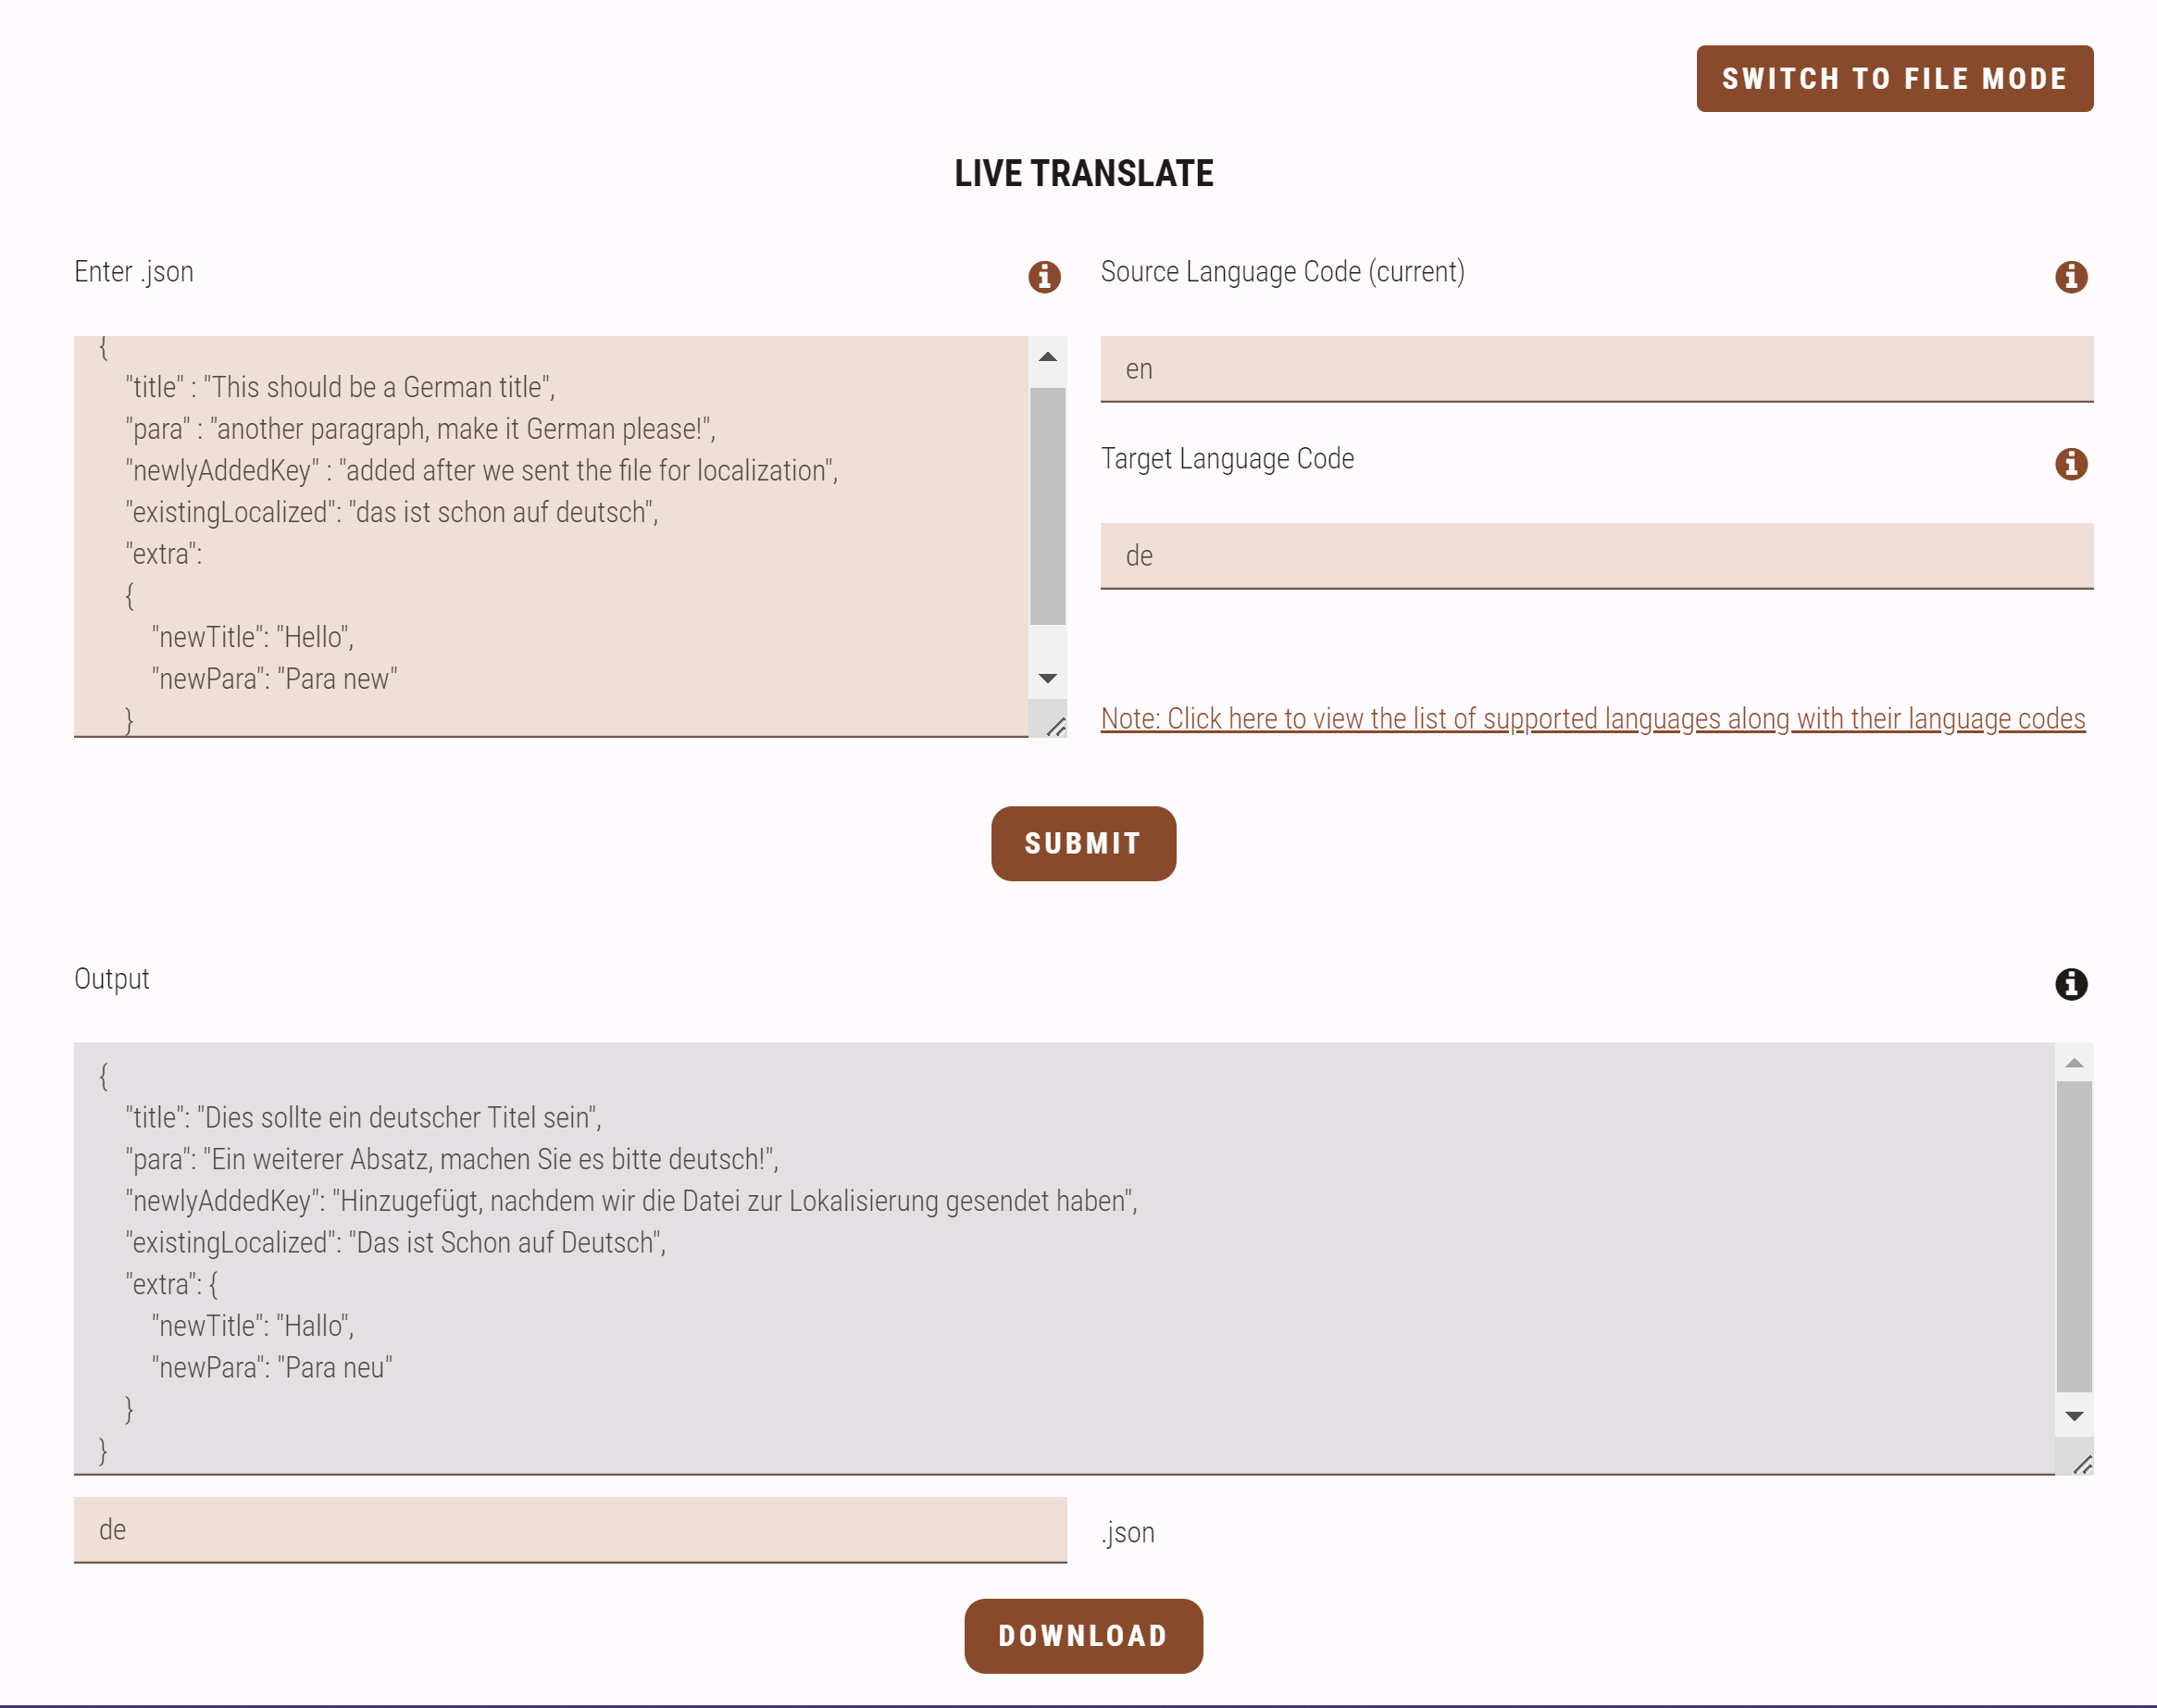 SWITCH TO FILE MODE
LIVE TRANSLATE
Enter .json
{
"title" : "This should be a German title",
"para" : "another paragraph, make it German please!",
"newlyAddedKey" : "added after we sent the file for localization",
"existingLocalized": "das ist schon auf deutsch",
"extra":
{
"newTitle": "Hello",
"newPara": "Para new"
}
Source Language Code (current)
en
Target Language Code
de
Note: Click here to view the list of supported languages along with their language codes
SUBMIT
Output
{
"title": "Dies sollte ein deutscher Titel sein",
"para": "Ein weiterer Absatz, machen Sie es bitte deutsch!",
"newlyAddedKey": "Hinzugefügt, nachdem wir die Datei zur Lokalisierung gesendet haben",
"existingLocalized": "Das ist Schon auf Deutsch",
"extra": {
"newTitle": "Hallo",
"newPara": "Para neu"
}
}
de
.json
DOWNLOAD